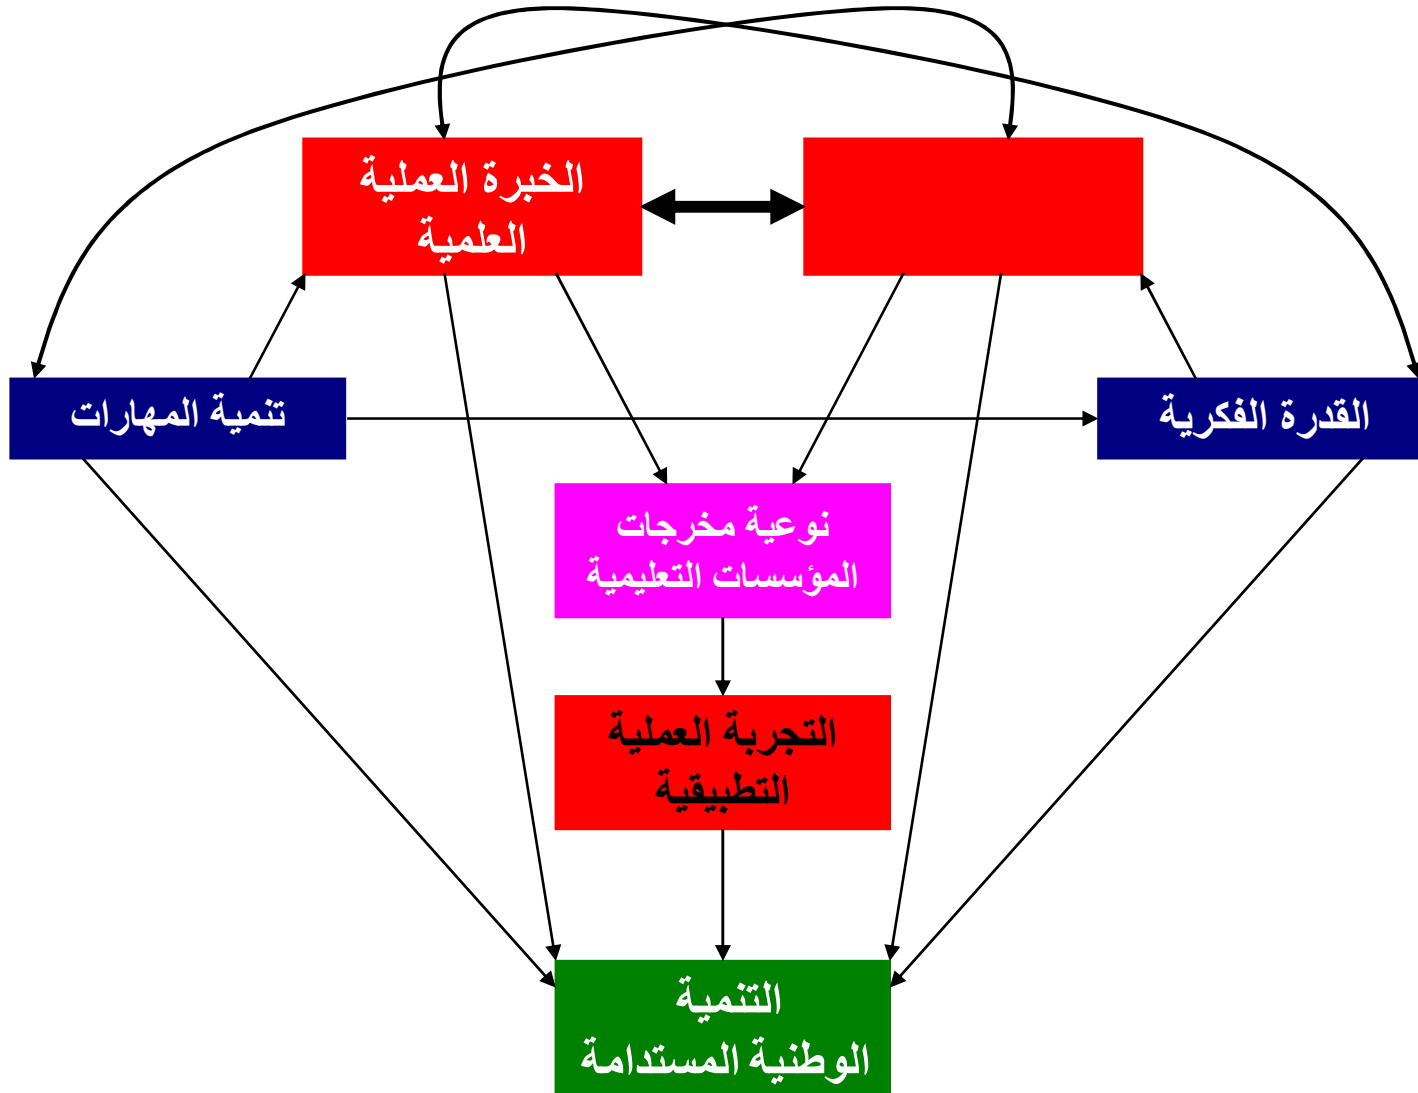 الخبرة العملية
العلمية
القدرة الفكرية
تنمية المهارات
نوعية مخرجات
المؤسسات التعليمية
التجربة العملية
التطبيقية
التنمية
الوطنية المستدامة